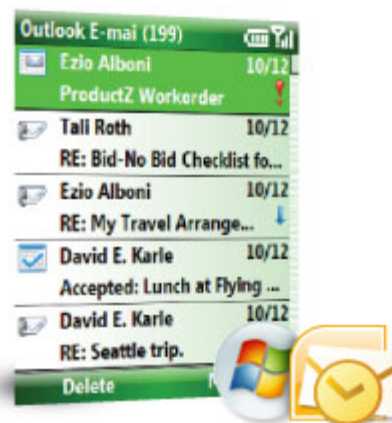 Outlook E-mai (199)
Ezio Alboni 10/12
ProductZ Workorder
Tali Roth 10/12
RE: Bid-No Bid Checklist fo...
Ezio Alboni 10/12
RE: My Travel Arrange...
David E. Karle 10/12
Accepted: Lunch at Flying ...
David E. Karle 10/12
RE: Seattle trip.
Delete